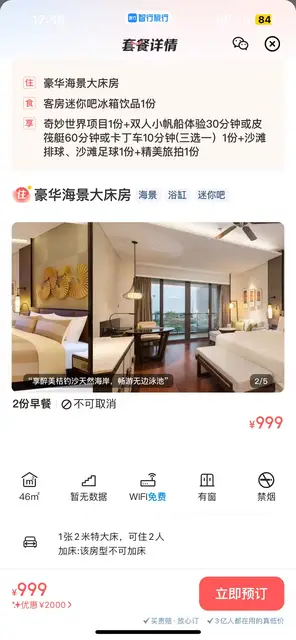 智行旅行
84
套餐详情
住 豪华海景大床房
食 客房迷你吧冰箱饮品1份
享 奇妙世界项目1份+双人小帆船体验30分钟或皮
筏艇60分钟或卡丁车10分钟(三选一）1份+沙滩
排球、沙滩足球1份+精美旅拍1份
住 豪华海景大床房 海景 浴缸 迷你吧
“享醉美枯钓沙天然海岸，畅游无边泳池”
2/5
2份早餐 不可取消
¥999
46㎡ 暂无数据 WIFI免费 有窗 禁烟
1张2米特大床，可住2人
加床:该房型不可加床
¥999
优惠 ¥2000>
立即预订
买贵赔·放心订 3亿人都在用的真低价